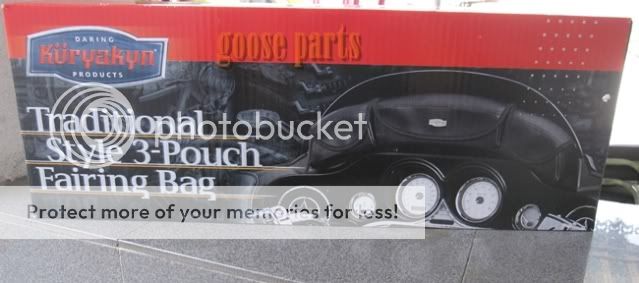 DARING
Küryakyn
PRODUCTS
goose parts
photobucket
Traditional
Style 3-Pouch
Fairing Bag
Protect more of your memories for less!